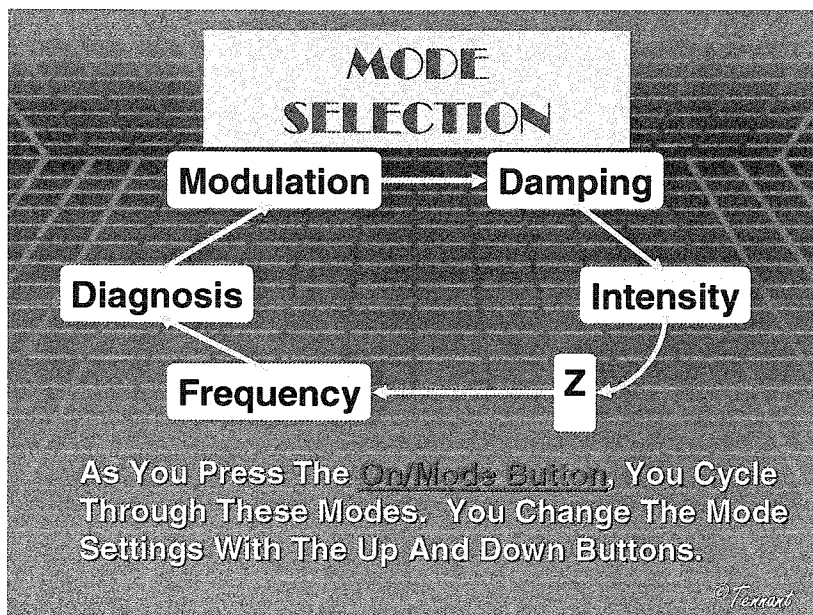 MODE
SELECTION
Modulation
Damping
Diagnosis
Intensity
Frequency
Z
As You Press The On/Mode Button, You Cycle
Through These Modes. You Change The Mode
Settings With The Up And Down Buttons.
© Tennant